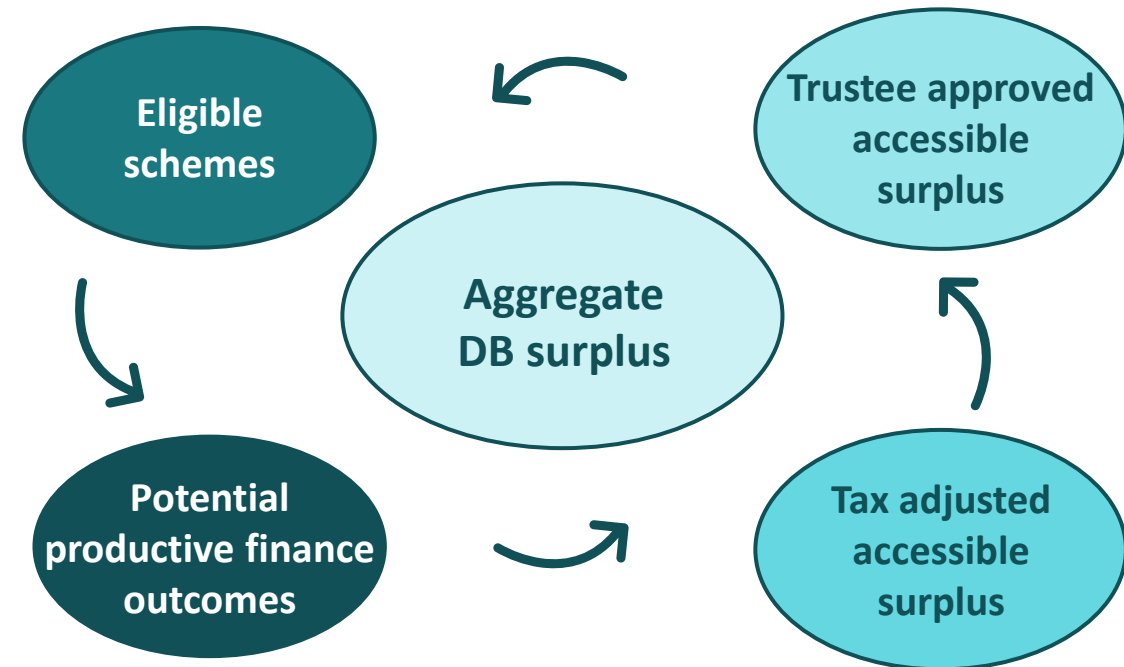 Eligible
schemes
Trustee approved
accessible
surplus
Aggregate
DB surplus
Potential
productive finance
outcomes
Tax adjusted
accessible
surplus